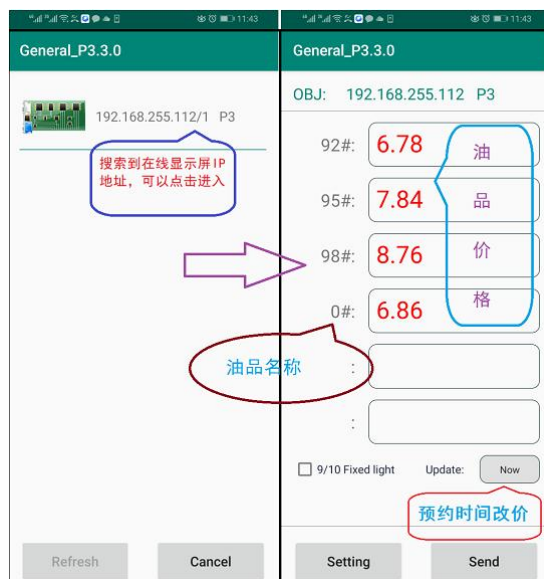 11:43
General_P3.3.0
192.168.255.112/1 P3
搜索到在线显示屏IP
地址，可以点击进入
Refresh
Cancel
11:43
General_P3.3.0
OBJ: 192.168.255.112 P3
92#: 6.78
95#: 7.84
98#: 8.76
0#: 6.86
:
:
油品价格
油品名称
9/10 Fixed light Update: Now
预约时间改价
Setting
Send